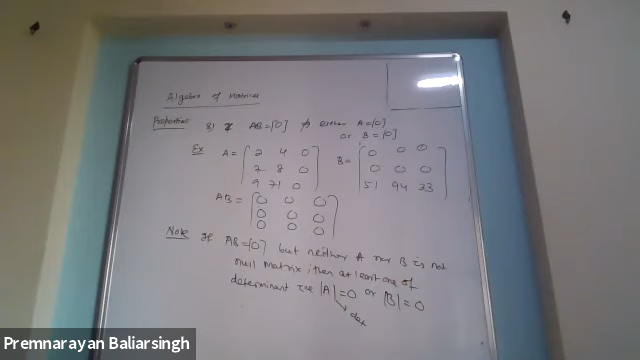 Algebra of Matrices
Properties 8) If AB=[0] ⇏ either A=[0]
or B=[0]
Ex A = [ 2 4 0
7 8 0
9 71 0 ]
B = [ 0 0 0
0 0 0
51 94 23 ]
AB = [ 0 0 0
0 0 0
0 0 0 ]
Note If AB=[0] but neither A nor B is not
null matrix then at least one of
determinant |A|=0 or |B|=0
det
Premnarayan Baliarsingh